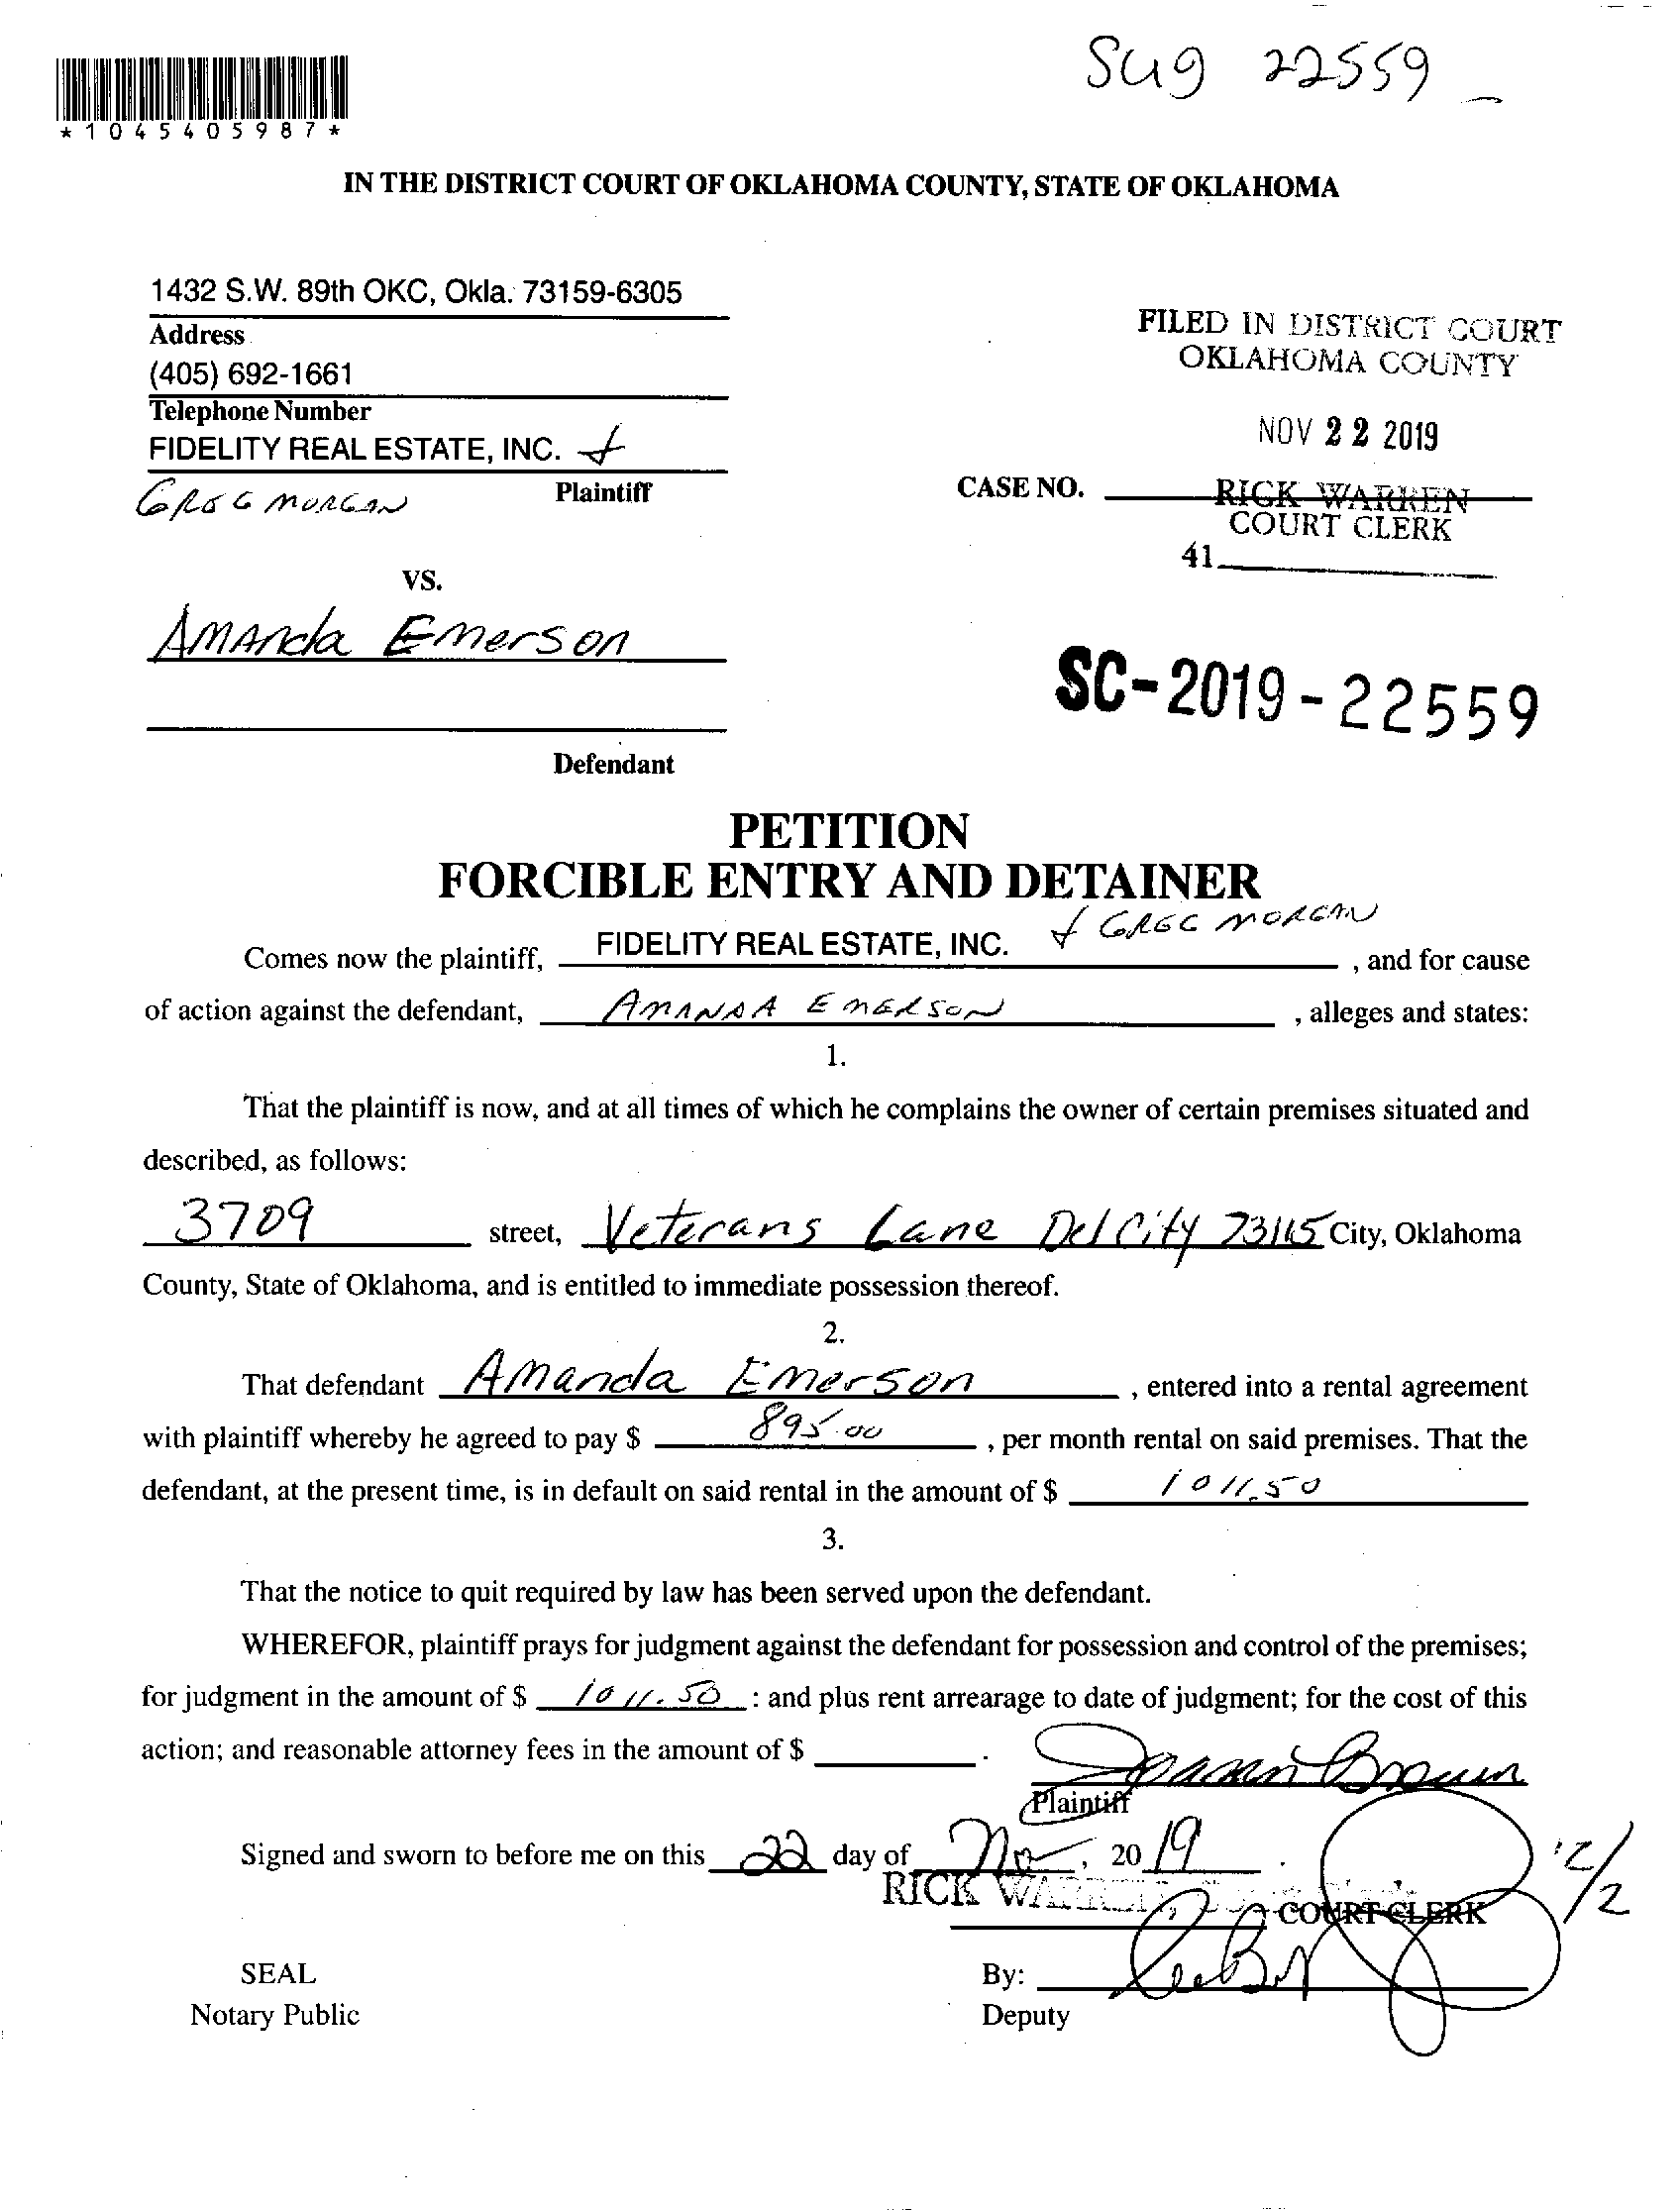 S19 22559
*1045405987*
IN THE DISTRICT COURT OF OKLAHOMA COUNTY, STATE OF OKLAHOMA
1432 S.W. 89th OKC, Okla. 73159-6305
Address
(405) 692-1661
Telephone Number
FIDELITY REAL ESTATE, INC. +
GREG MORGAN Plaintiff
FILED IN DISTRICT COURT
OKLAHOMA COUNTY
NOV 22 2019
CASE NO. RICK WARREN
COURT CLERK
41
VS.
Amanda Emerson
SC-2019-22559
Defendant
PETITION
FORCIBLE ENTRY AND DETAINER
Comes now the plaintiff, FIDELITY REAL ESTATE, INC. + GREG MORGAN, and for cause
of action against the defendant, AMANDA EMERSON, alleges and states:
1.
That the plaintiff is now, and at all times of which he complains the owner of certain premises situated and
described, as follows:
3709 street, Veterans Lane Del City 73115 City, Oklahoma
County, State of Oklahoma, and is entitled to immediate possession thereof.
2.
That defendant Amanda Emerson, entered into a rental agreement
with plaintiff whereby he agreed to pay $ 895.00, per month rental on said premises. That the
defendant, at the present time, is in default on said rental in the amount of $ 1011.50
3.
That the notice to quit required by law has been served upon the defendant.
WHEREFOR, plaintiff prays for judgment against the defendant for possession and control of the premises;
for judgment in the amount of $ 1011.50 : and plus rent arrearage to date of judgment; for the cost of this
action; and reasonable attorney fees in the amount of $ .
Plaintiff
Signed and sworn to before me on this 22 day of Nov, 2019.
RICK WARREN, COURT CLERK
SEAL By:
Notary Public Deputy